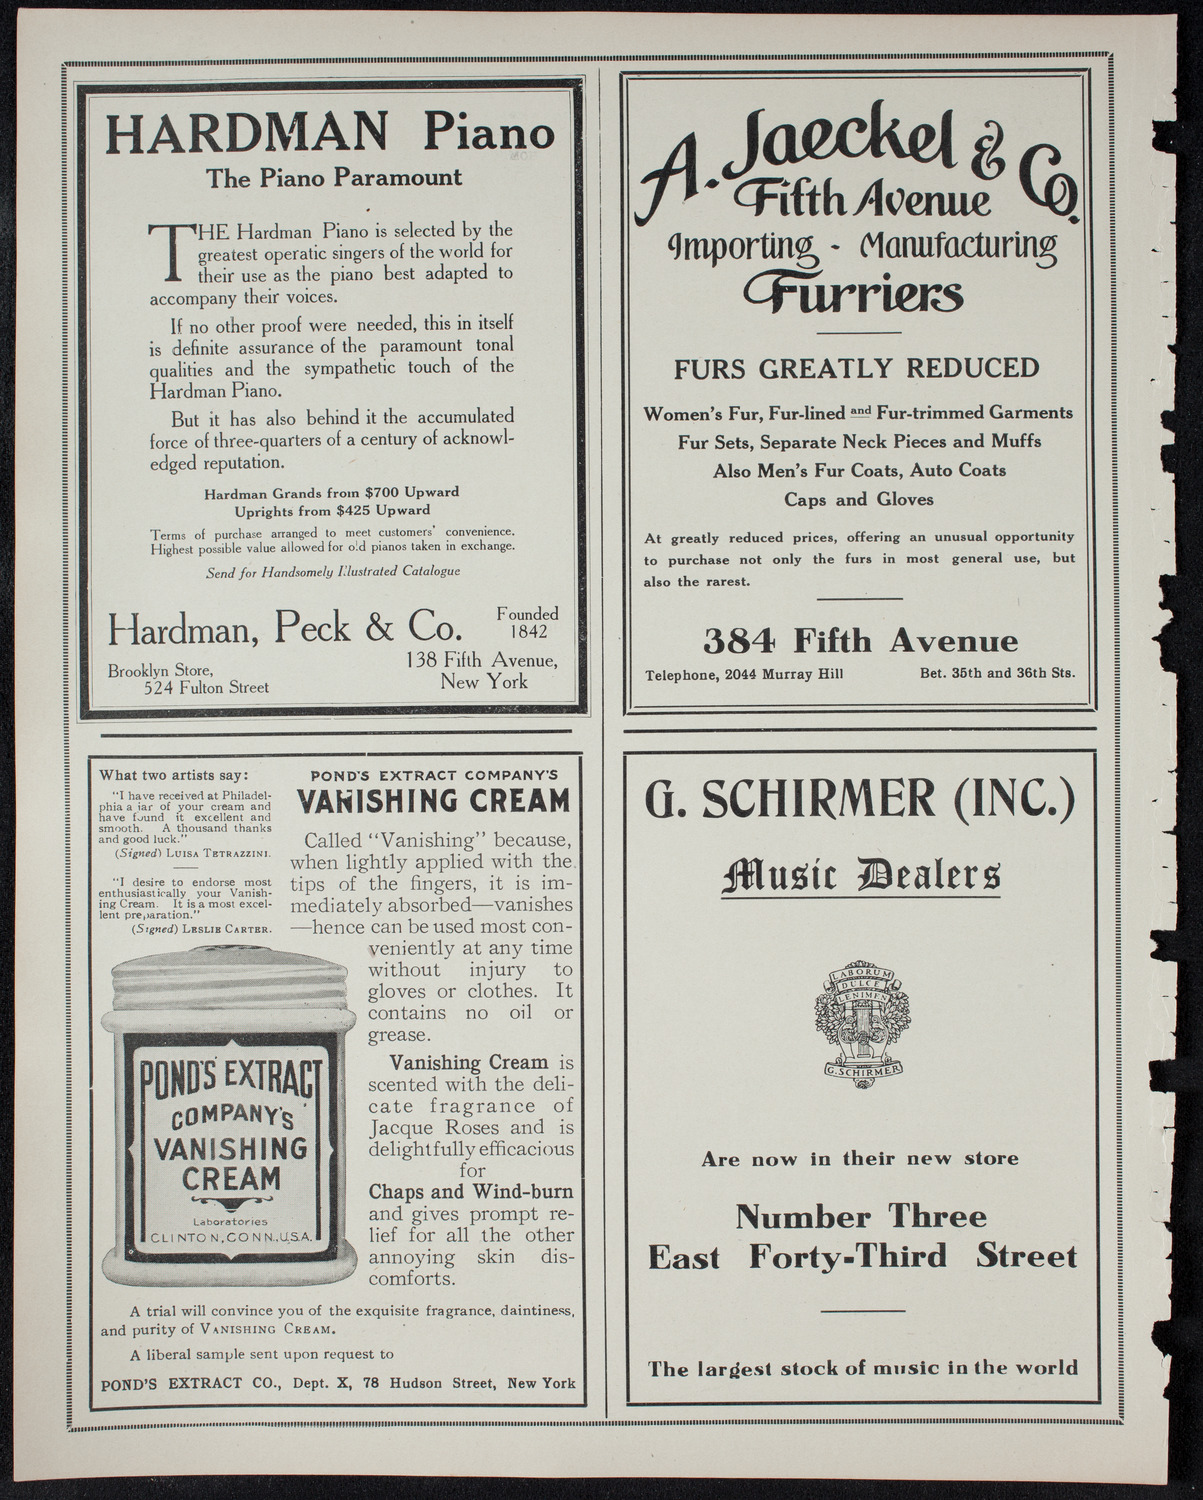 HARDMAN Piano
The Piano Paramount
THE Hardman Piano is selected by the
greatest operatic singers of the world for
their use as the piano best adapted to
accompany their voices.
If no other proof were needed, this in itself
is definite assurance of the paramount tonal
qualities and the sympathetic touch of the
Hardman Piano.
But it has also behind it the accumulated
force of three-quarters of a century of acknowl-
edged reputation.
Hardman Grands from $700 Upward
Uprights from $425 Upward
Terms of purchase arranged to meet customers' convenience.
Highest possible value allowed for old pianos taken in exchange.
Send for Handsomely Illustrated Catalogue
Hardman, Peck & Co.
Founded
1842
Brooklyn Store,
524 Fulton Street
138 Fifth Avenue,
New York
A. Jaeckel & Co.
Fifth Avenue
Importing - Manufacturing
Furriers
FURS GREATLY REDUCED
Women's Fur, Fur-lined and Fur-trimmed Garments
Fur Sets, Separate Neck Pieces and Muffs
Also Men's Fur Coats, Auto Coats
Caps and Gloves
At greatly reduced prices, offering an unusual opportunity
to purchase not only the furs in most general use, but
also the rarest.
384 Fifth Avenue
Telephone, 2044 Murray Hill Bet. 35th and 36th Sts.
What two artists say:
"I have received at Philadel-
phia a jar of your cream and
have found it excellent and
smooth. A thousand thanks
and good luck."
(Signed) LUISA TETRAZZINI.
"I desire to endorse most
enthusiastically your Vanish-
ing Cream. It is a most excel-
lent preparation."
(Signed) LESLIE CARTER.
POND'S EXTRACT COMPANY'S
VANISHING CREAM
Called "Vanishing" because,
when lightly applied with the
tips of the fingers, it is im-
mediately absorbed—vanishes
—hence can be used most con-
veniently at any time
without injury to
gloves or clothes. It
contains no oil or
grease.
Vanishing Cream is
scented with the deli-
cate fragrance of
Jacque Roses and is
delightfully efficacious
for
Chaps and Wind-burn
and gives prompt re-
lief for all the other
annoying skin dis-
comforts.
POND'S EXTRACT
COMPANY'S
VANISHING
CREAM
Laboratories
CLINTON, CONN., U.S.A.
A trial will convince you of the exquisite fragrance, daintiness,
and purity of VANISHING CREAM.
A liberal sample sent upon request to
POND'S EXTRACT CO., Dept. X, 78 Hudson Street, New York
G. SCHIRMER (INC.)
Music Dealers
LABORUM
DULCE
LENIMEN
G. SCHIRMER
Are now in their new store
Number Three
East Forty-Third Street
The largest stock of music in the world